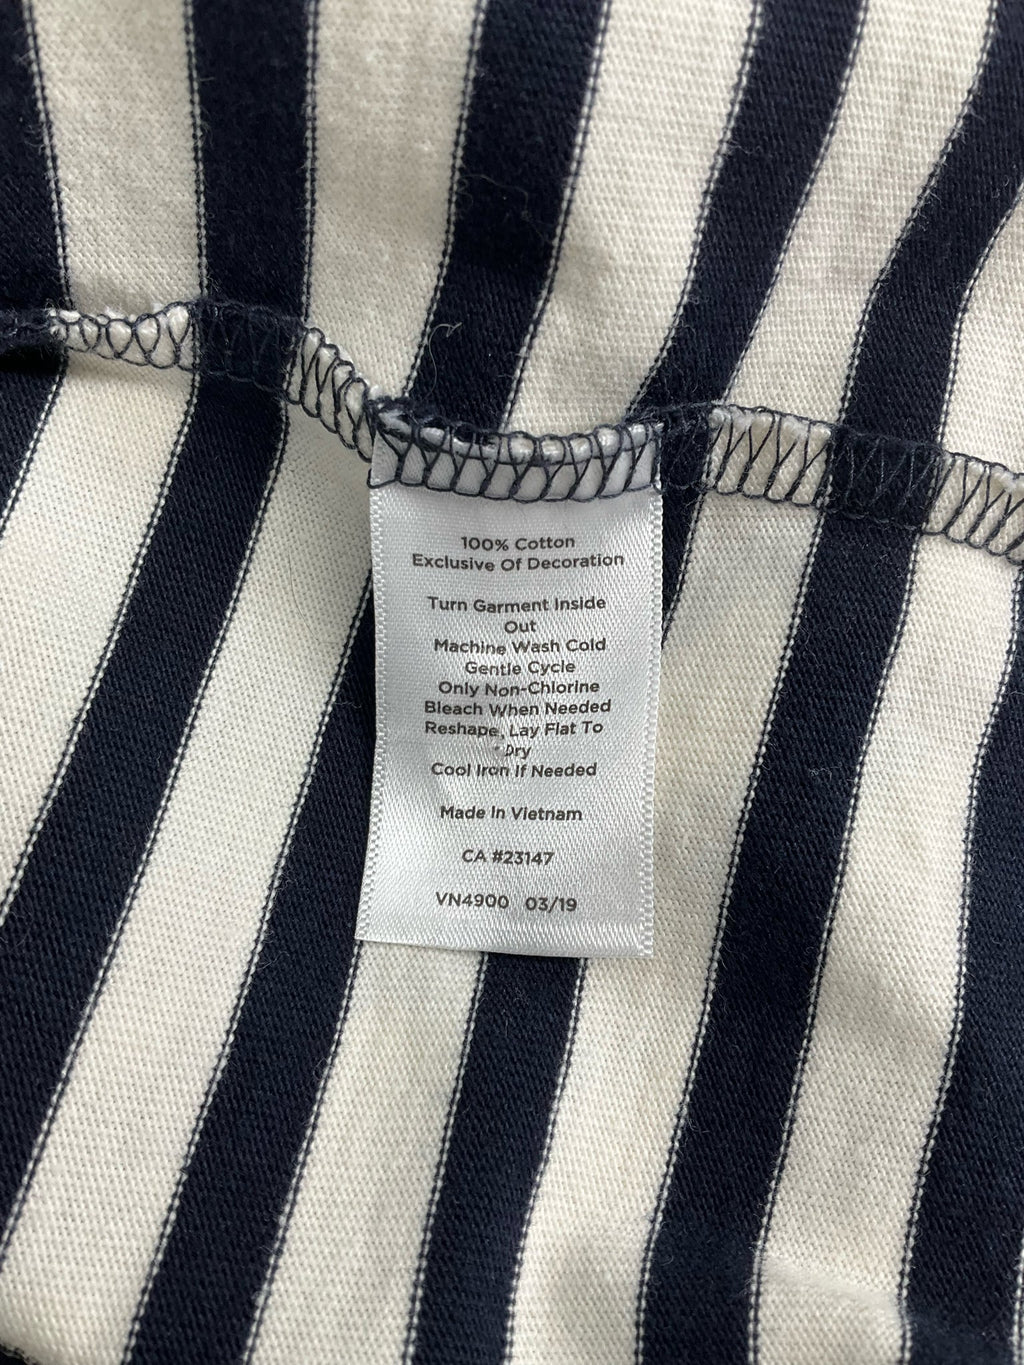 100% Cotton
Exclusive Of Decoration
Turn Garment Inside
Out
Machine Wash Cold
Gentle Cycle
Only Non-Chlorine
Bleach When Needed
Reshape, Lay Flat To
Dry
Cool Iron If Needed
Made In Vietnam
CA #23147
VN4900 03/19